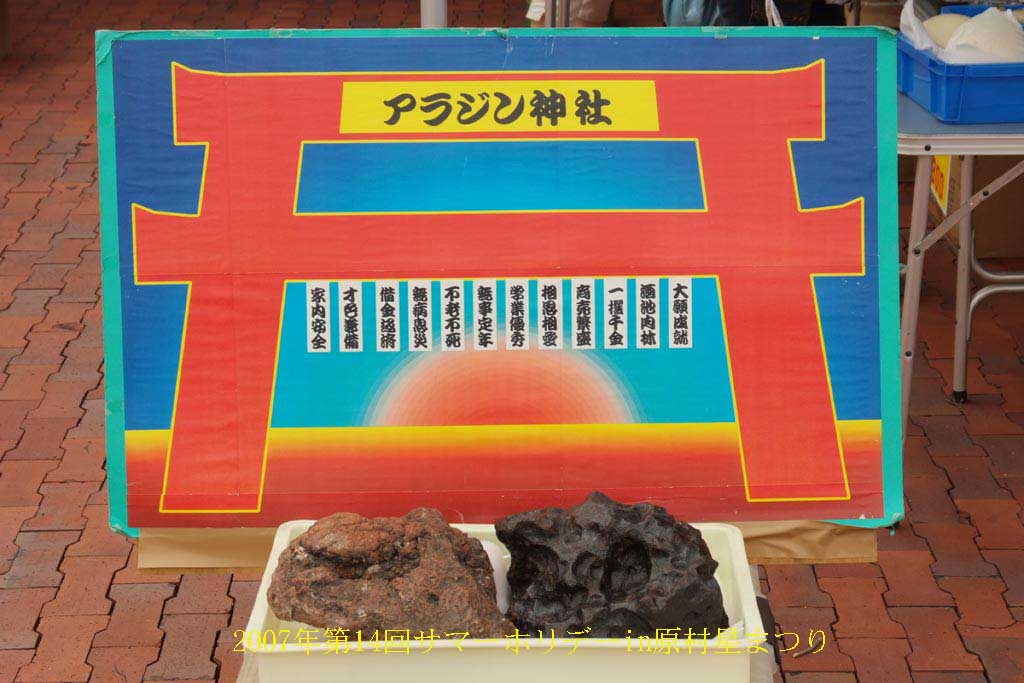 アラジン神社
大願成就
酒池肉林
一攫千金
商売繁盛
相思相愛
学業優秀
無事定年
不老不死
無病息災
借金返済
才色兼備
家内安全
2007年第14回サマーホリデー in原村星まつり